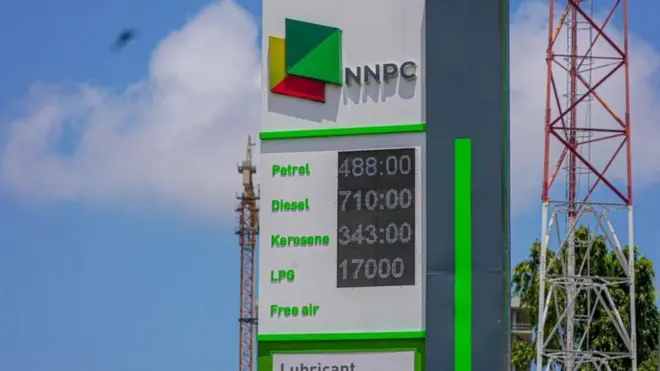 NNPC
Petrol 488:00
Diesel 710:00
Kerosene 343:00
LPG 17000
Free air
Lubricant